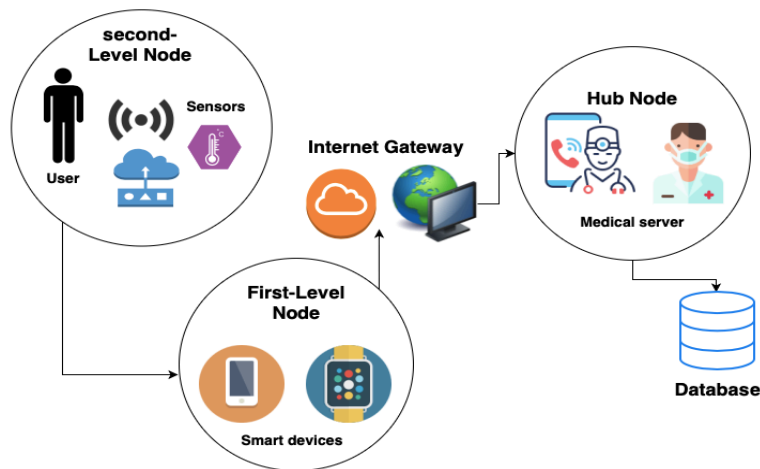 second-
Level Node
Sensors
°C
User
Internet Gateway
Hub Node
Medical server
First-Level
Node
Smart devices
Database